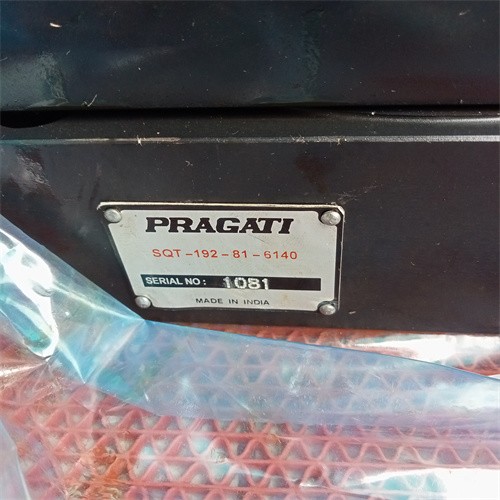 PRAGATI
SQT-192-81-6140
SERIAL NO: 1081
MADE IN INDIA